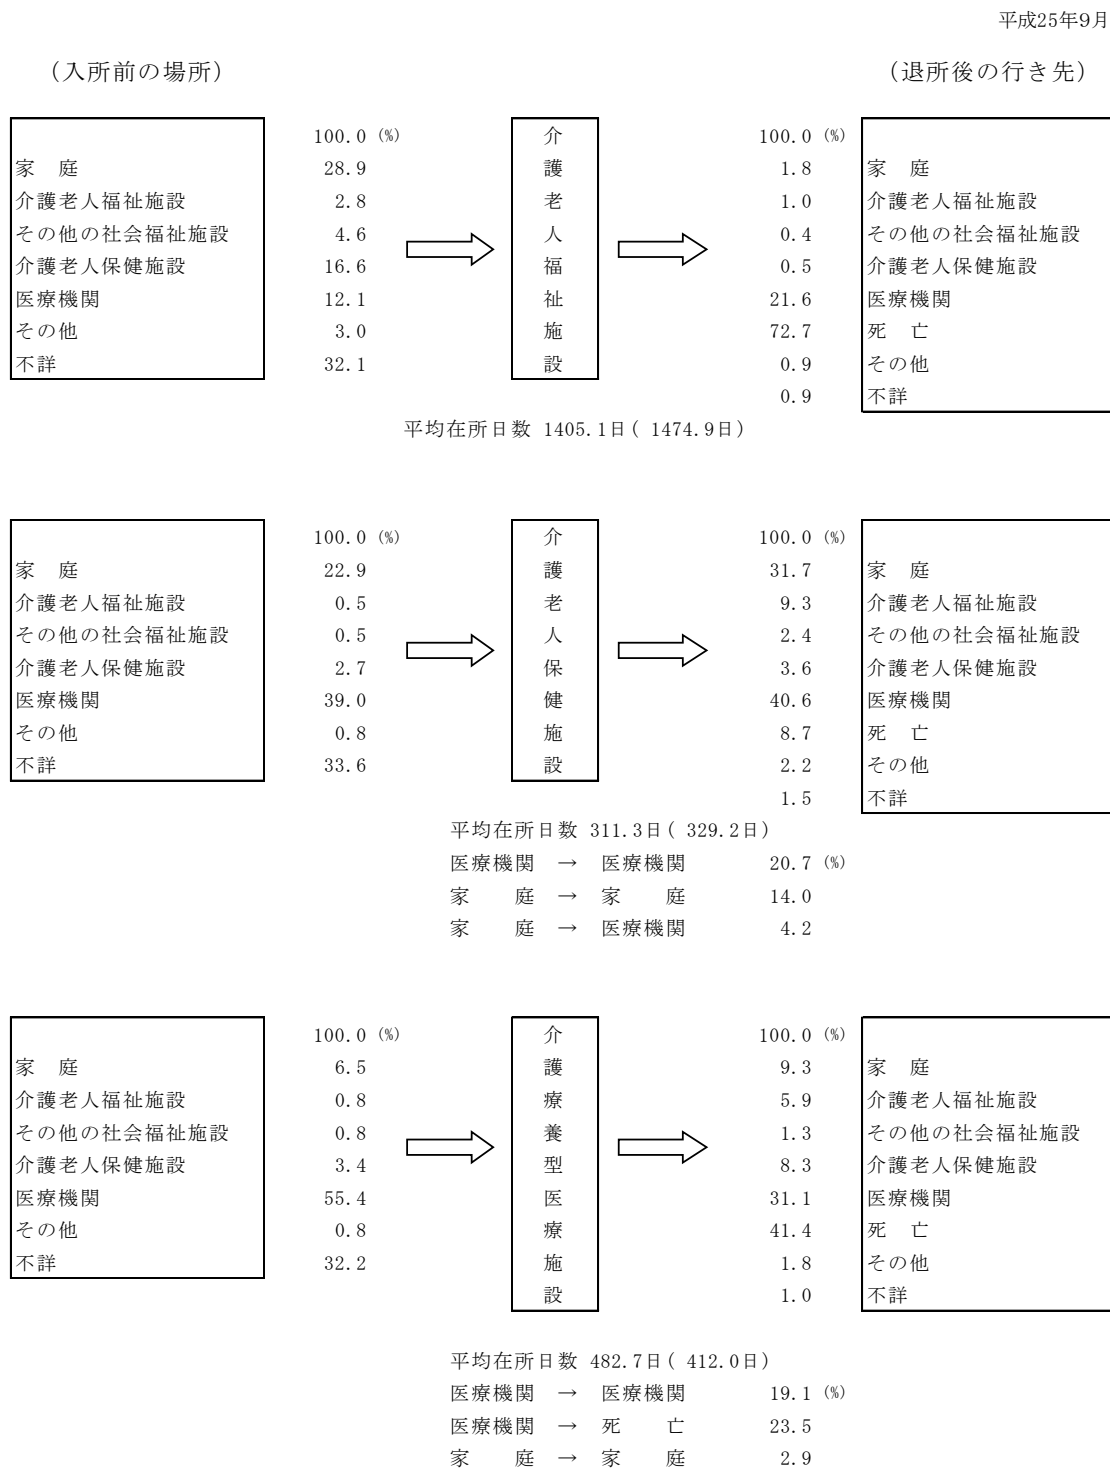 平成25年9月
（入所前の場所） （退所後の行き先）
100.0 (%) 介 100.0 (%)
家　庭 28.9 護 1.8 家　庭
介護老人福祉施設 2.8 老 1.0 介護老人福祉施設
その他の社会福祉施設 4.6 人 0.4 その他の社会福祉施設
介護老人保健施設 16.6 福 0.5 介護老人保健施設
医療機関 12.1 祉 21.6 医療機関
その他 3.0 施 72.7 死　亡
不詳 32.1 設 0.9 その他
0.9 不詳
平均在所日数 1405.1日( 1474.9日)
100.0 (%) 介 100.0 (%)
家　庭 22.9 護 31.7 家　庭
介護老人福祉施設 0.5 老 9.3 介護老人福祉施設
その他の社会福祉施設 0.5 人 2.4 その他の社会福祉施設
介護老人保健施設 2.7 保 3.6 介護老人保健施設
医療機関 39.0 健 40.6 医療機関
その他 0.8 施 8.7 死　亡
不詳 33.6 設 2.2 その他
1.5 不詳
平均在所日数 311.3日( 329.2日)
医療機関 → 医療機関 20.7 (%)
家　庭 → 家　庭 14.0
家　庭 → 医療機関 4.2
100.0 (%) 介 100.0 (%)
家　庭 6.5 護 9.3 家　庭
介護老人福祉施設 0.8 療 5.9 介護老人福祉施設
その他の社会福祉施設 0.8 養 1.3 その他の社会福祉施設
介護老人保健施設 3.4 型 8.3 介護老人保健施設
医療機関 55.4 医 31.1 医療機関
その他 0.8 療 41.4 死　亡
不詳 32.2 施 1.8 その他
設 1.0 不詳
平均在所日数 482.7日( 412.0日)
医療機関 → 医療機関 19.1 (%)
医療機関 → 死　亡 23.5
家　庭 → 家　庭 2.9